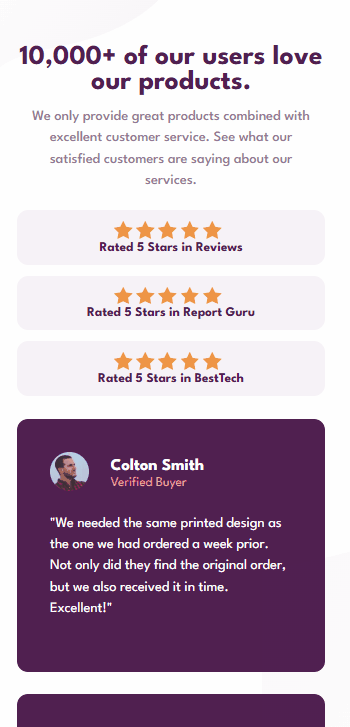 10,000+ of our users love
our products.
We only provide great products combined with
excellent customer service. See what our
satisfied customers are saying about our
services.
Rated 5 Stars in Reviews
Rated 5 Stars in Report Guru
Rated 5 Stars in BestTech
Colton Smith
Verified Buyer
"We needed the same printed design as
the one we had ordered a week prior.
Not only did they find the original order,
but we also received it in time.
Excellent!"